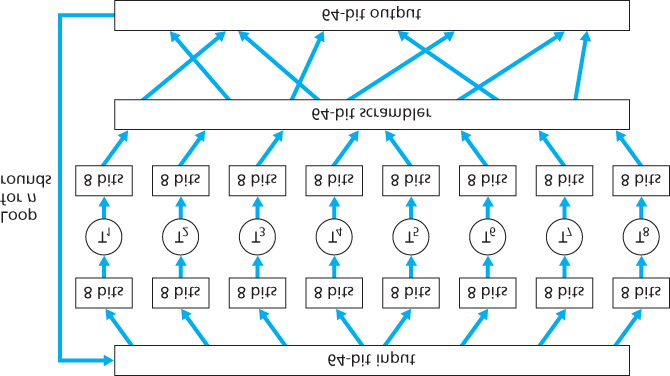 64-bit input
8 bits 8 bits 8 bits 8 bits 8 bits 8 bits 8 bits 8 bits
T1 T2 T3 T4 T5 T6 T7 T8
Loop
for n
rounds
8 bits 8 bits 8 bits 8 bits 8 bits 8 bits 8 bits 8 bits
64-bit scrambler
64-bit output